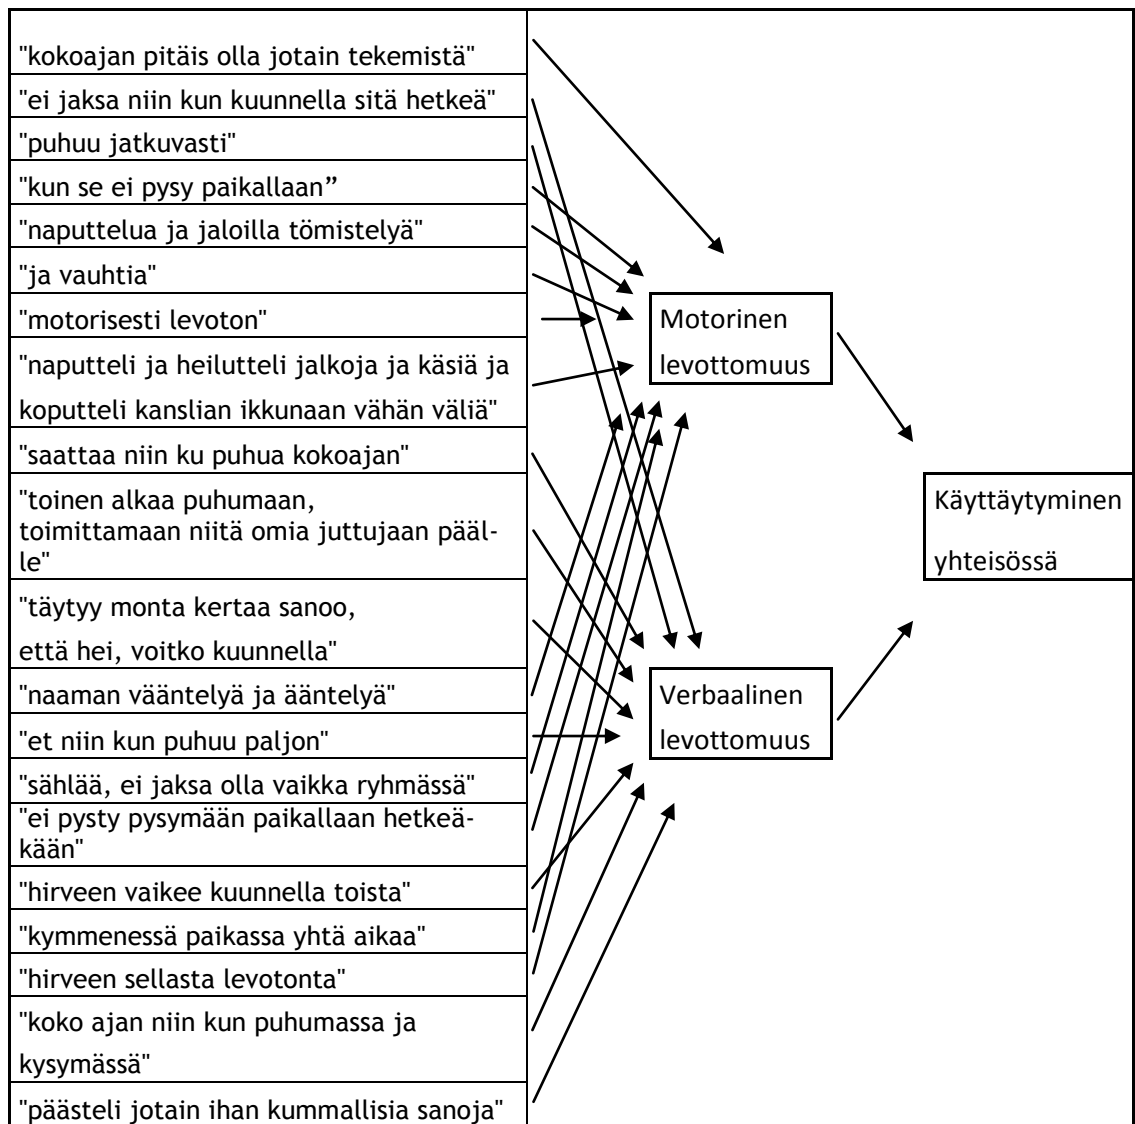 "kokoajan pitäis olla jotain tekemistä"
"ei jaksa niin kun kuunnella sitä hetkeä"
"puhuu jatkuvasti"
"kun se ei pysy paikallaan”
"naputtelua ja jaloilla tömistelyä"
"ja vauhtia"
"motorisesti levoton"
"naputteli ja heilutteli jalkoja ja käsiä ja
koputteli kanslian ikkunaan vähän väliä"
"saattaa niin ku puhua kokoajan"
"toinen alkaa puhumaan,
toimittamaan niitä omia juttujaan pääl-
le"
"täytyy monta kertaa sanoo,
että hei, voitko kuunnella"
"naaman vääntelyä ja ääntelyä"
"et niin kun puhuu paljon"
"sählää, ei jaksa olla vaikka ryhmässä"
"ei pysty pysymään paikallaan hetkeä-
kään"
"hirveen vaikee kuunnella toista"
"kymmenessä paikassa yhtä aikaa"
"hirveen sellasta levotonta"
"koko ajan niin kun puhumassa ja
kysymässä"
"päästeli jotain ihan kummallisia sanoja"
Motorinen
levottomuus
Verbaalinen
levottomuus
Käyttäytyminen
yhteisössä